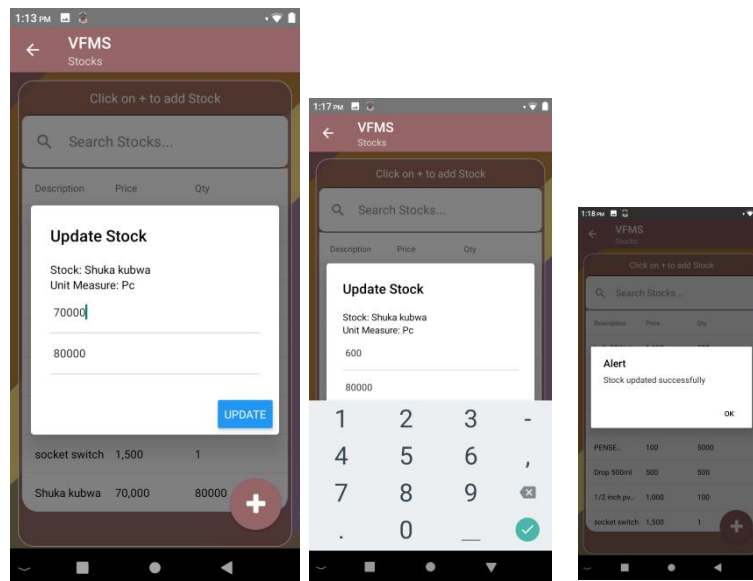 1:13 PM
VFMS
Stocks
Click on + to add Stock
Search Stocks...
Description Price Qty
Update Stock
Stock: Shuka kubwa
Unit Measure: Pc
70000
80000
UPDATE
socket switch 1,500 1
Shuka kubwa 70,000 80000
+
1:17 PM
VFMS
Stocks
Click on + to add Stock
Search Stocks...
Description Price Qty
Update Stock
Stock: Shuka kubwa
Unit Measure: Pc
600
80000
1 2 3 -
4 5 6 ,
7 8 9
. 0 _
1:18 PM
VFMS
Stocks
Click on + to add Stock
Search Stocks...
Description Price Qty
Alert
Stock updated successfully
OK
PENSE.. 100 5000
Drop 500ml 500 500
1/2 inch pv.. 1,000 100
socket switch 1,500 1
+